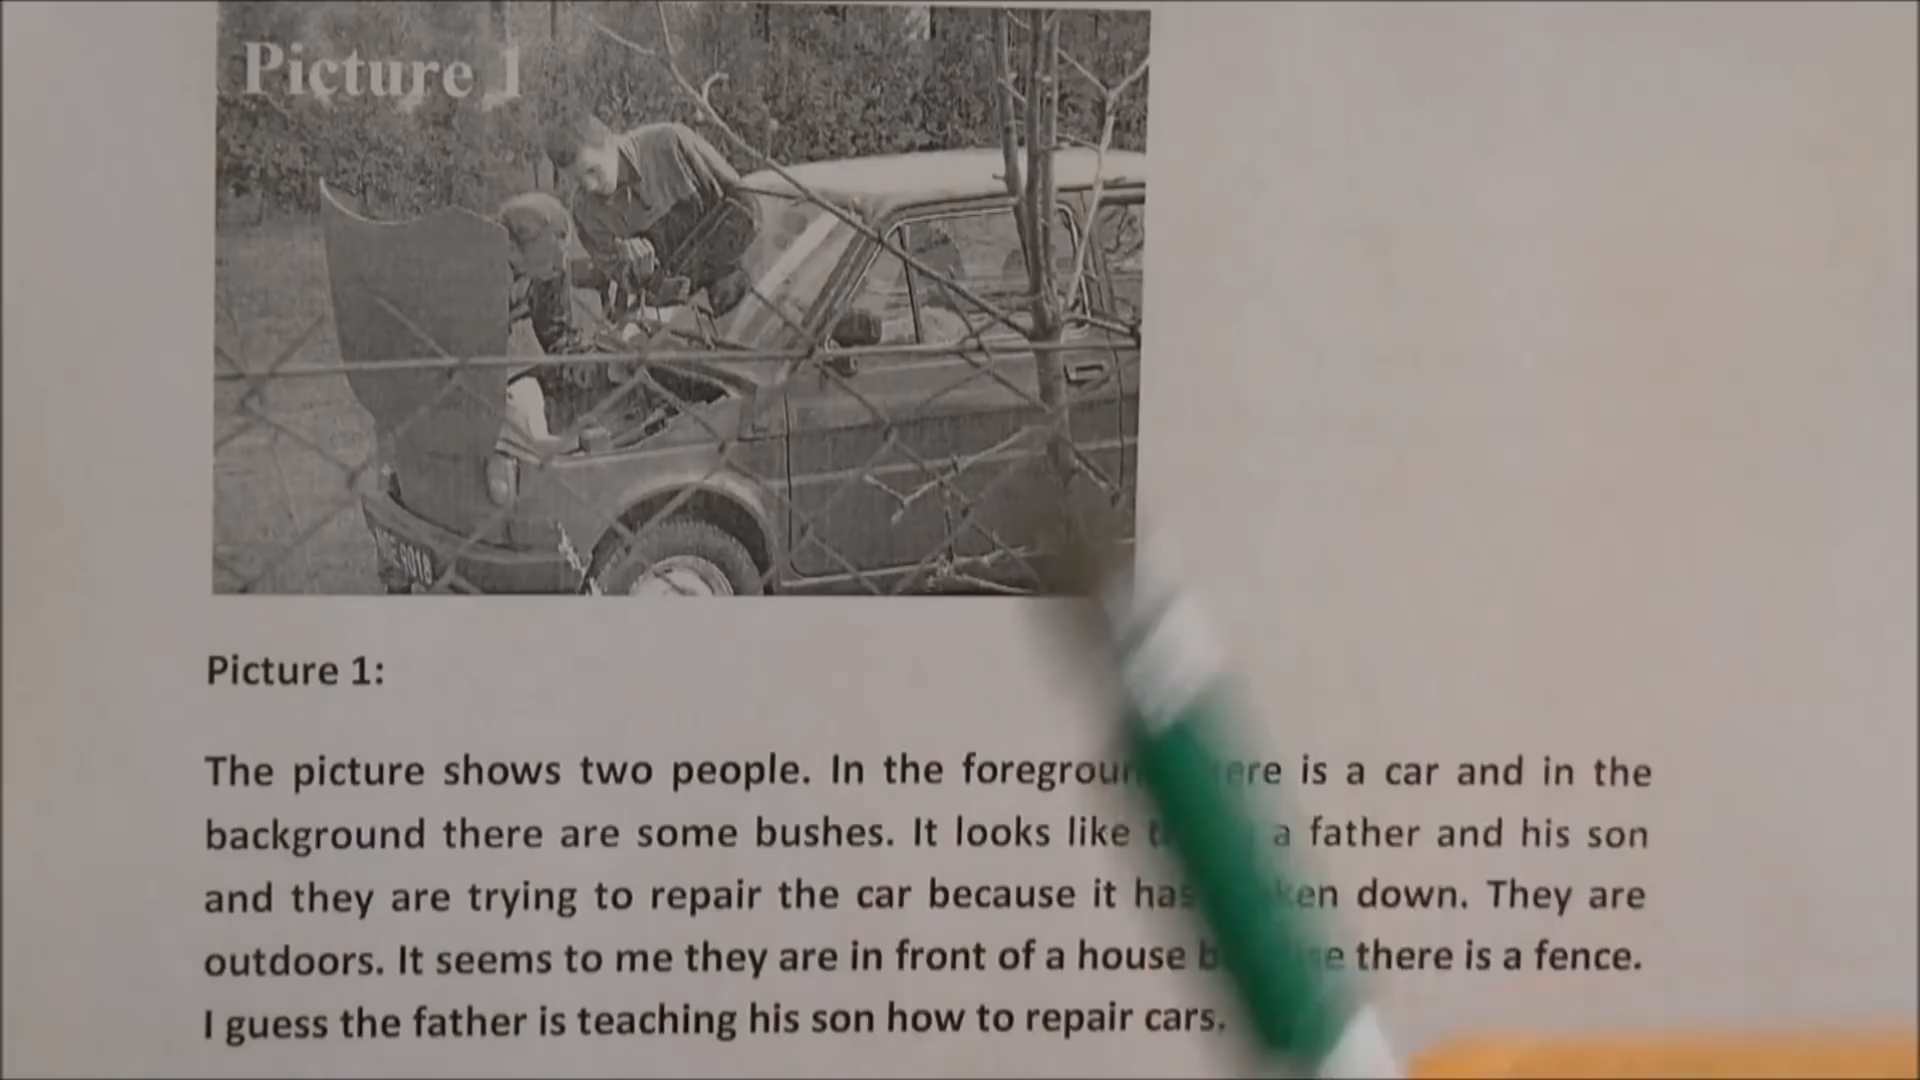 Picture 1
9018
Picture 1:
The picture shows two people. In the is a car and in the
background there are some bushes. It looks like a father and his son
and they are trying to repair the car because it has down. They are
outdoors. It seems to me they are in front of a house there is a fence.
I guess the father is teaching his son how to repair cars.